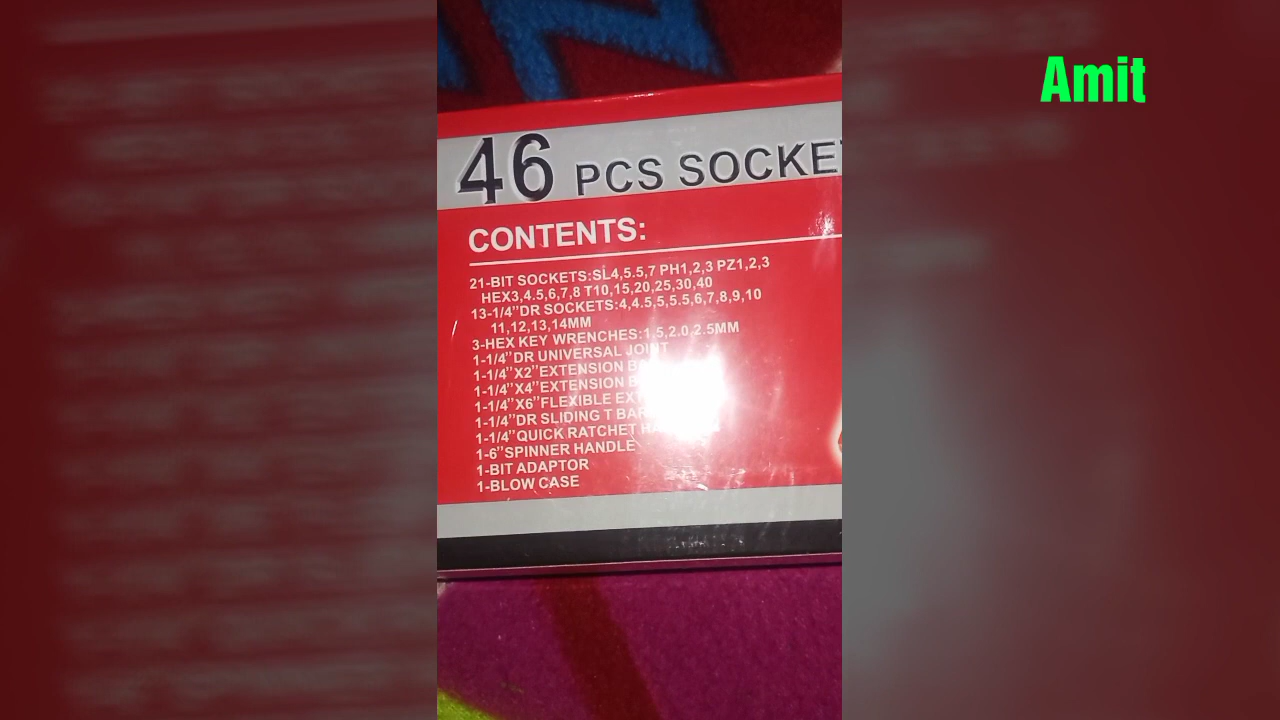 Amit
46 PCS SOCKE
CONTENTS:
21-BIT SOCKETS:SL4,5.5,7 PH1,2,3 PZ1,2,3
HEX3,4.5,6,7,8 T10,15,20,25,30,40
13-1/4"DR SOCKETS:4,4.5,5,5.5,6,7,8,9,10
11,12,13,14MM
3-HEX KEY WRENCHES:1.5,2.0.2.5MM
1-1/4"DR UNIVERSAL JOINT
1-1/4"X2"EXTENSION
1-1/4"X4"EXTENSION
1-1/4"X6"FLEXIBLE
1-1/4"DR SLIDING T BAR
1-1/4"QUICK RATCHET
1-6"SPINNER HANDLE
1-BIT ADAPTOR
1-BLOW CASE